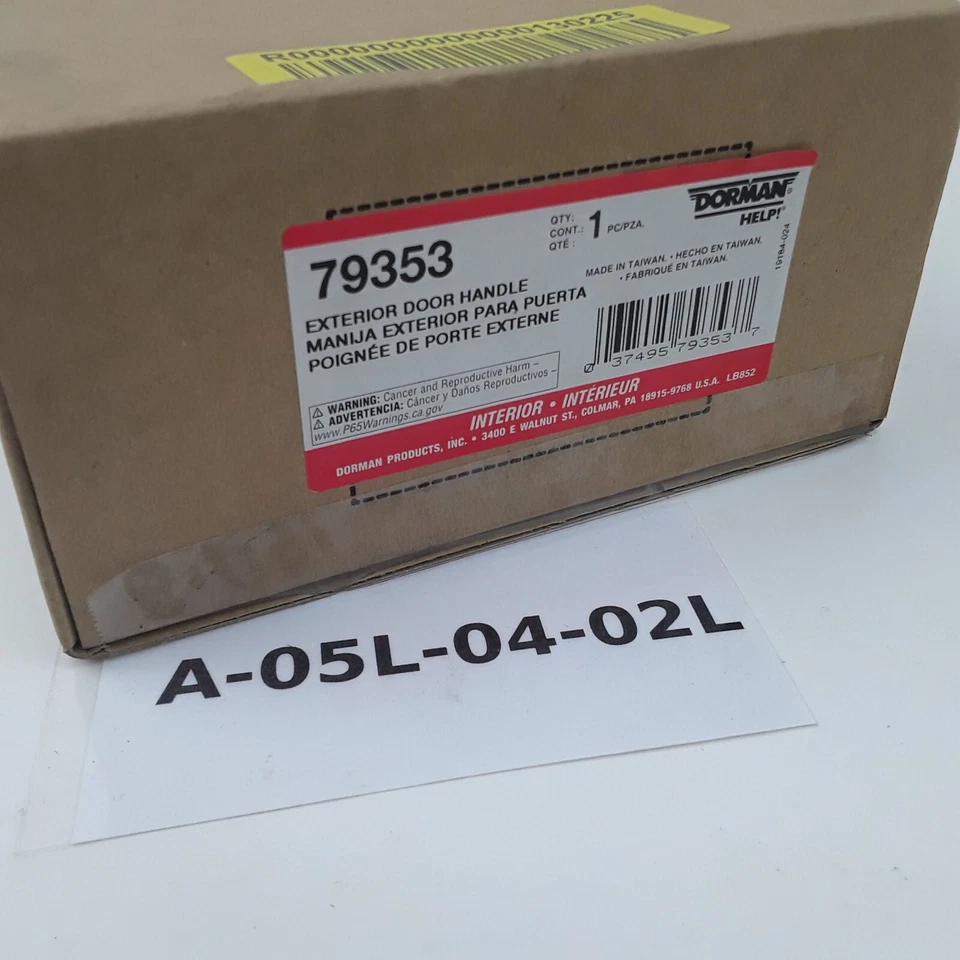 R0000000000000130225
DORMAN®
HELP!®
79353
QTY:
CONT.: 1 PC/PZA.
QTÉ :
MADE IN TAIWAN. • HECHO EN TAIWAN.
• FABRIQUÉ EN TAIWAN.
19T84-024
EXTERIOR DOOR HANDLE
MANIJA EXTERIOR PARA PUERTA
POIGNÉE DE PORTE EXTERNE
0 37495 79353 7
WARNING: Cancer and Reproductive Harm –
ADVERTENCIA: Cáncer y Daños Reproductivos –
www.P65Warnings.ca.gov
INTERIOR • INTÉRIEUR
DORMAN PRODUCTS, INC. • 3400 E WALNUT ST., COLMAR, PA 18915-9768 U.S.A. LB852
A-05L-04-02L